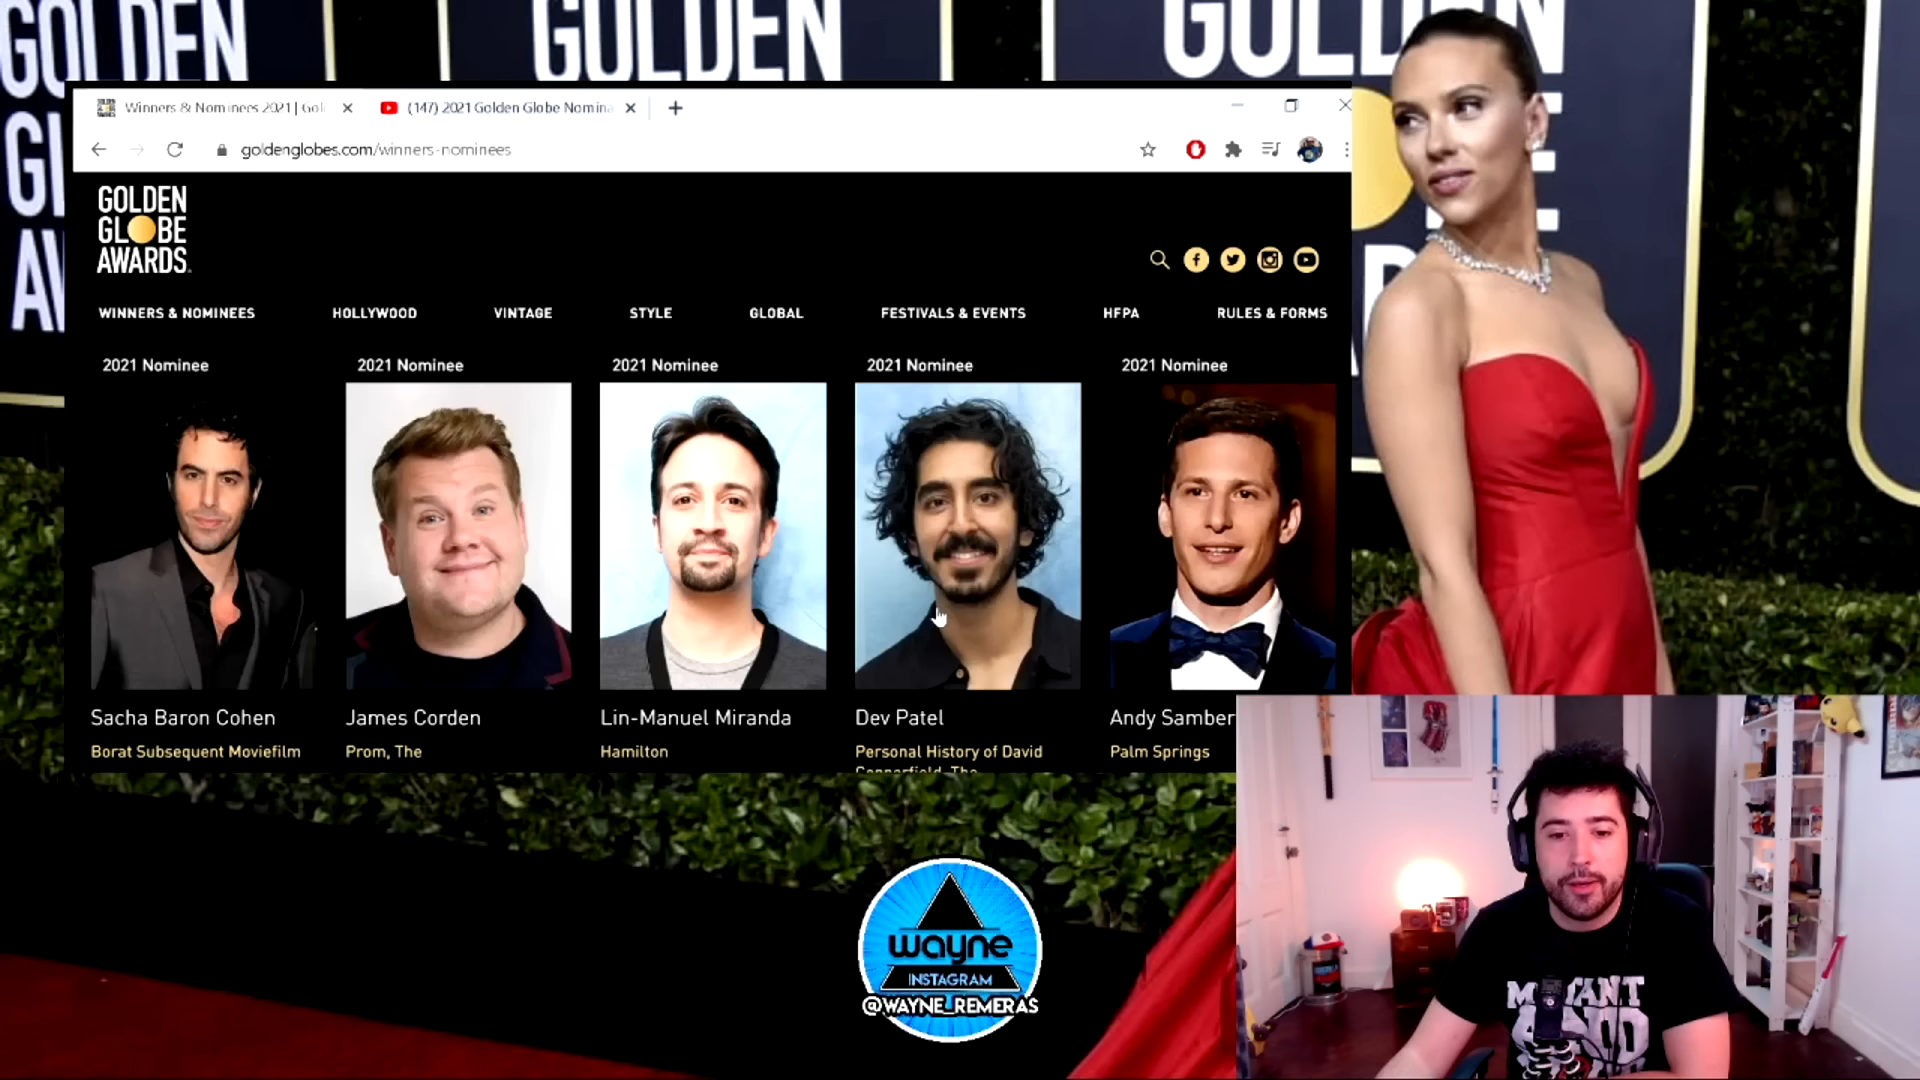 GOLDEN
GOLDEN
GOLDEN
Winners & Nominees 2021 | Gol
(147) 2021 Golden Globe Nomina
goldenglobes.com/winners-nominees
GOLDEN
GLOBE
AWARDS.
WINNERS & NOMINEES
HOLLYWOOD
VINTAGE
STYLE
GLOBAL
FESTIVALS & EVENTS
HFPA
RULES & FORMS
2021 Nominee
2021 Nominee
2021 Nominee
2021 Nominee
2021 Nominee
Sacha Baron Cohen
James Corden
Lin-Manuel Miranda
Dev Patel
Andy Samber
Borat Subsequent Moviefilm
Prom, The
Hamilton
Personal History of David
Copperfield, The
Palm Springs
wayne
INSTAGRAM
@WAYNE_REMERAS